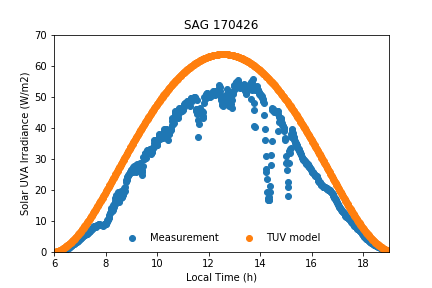 SAG 170426
70
60
50
40
30
20
10
0
Solar UVA Irradiance (W/m2)
Measurement TUV model
6 8 10 12 14 16 18
Local Time (h)